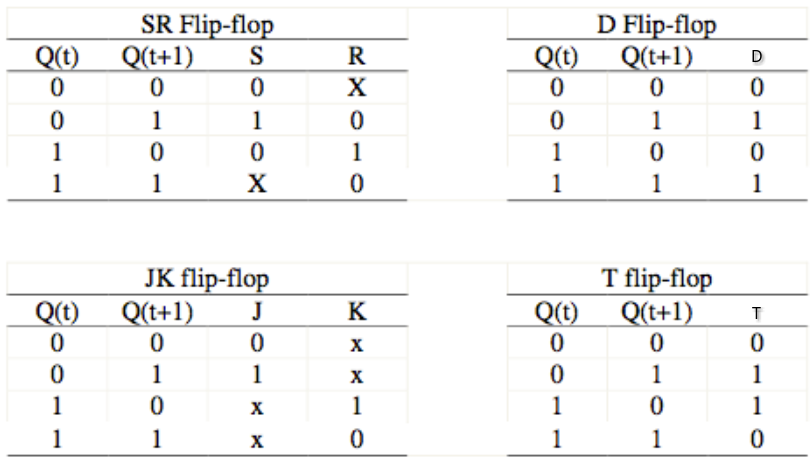 SR Flip-flop D Flip-flop
Q(t) Q(t+1) S R Q(t) Q(t+1) D
0 0 0 X 0 0 0
0 1 1 0 0 1 1
1 0 0 1 1 0 0
1 1 X 0 1 1 1
JK flip-flop T flip-flop
Q(t) Q(t+1) J K Q(t) Q(t+1) T
0 0 0 x 0 0 0
0 1 1 x 0 1 1
1 0 x 1 1 0 1
1 1 x 0 1 1 0